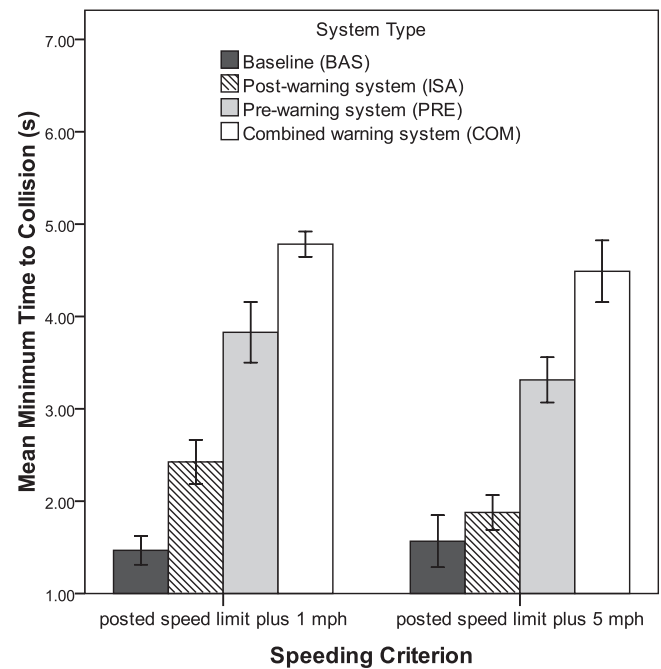 System Type
Baseline (BAS)
Post-warning system (ISA)
Pre-warning system (PRE)
Combined warning system (COM)
Mean Minimum Time to Collision (s)
7.00
6.00
5.00
4.00
3.00
2.00
1.00
posted speed limit plus 1 mph
posted speed limit plus 5 mph
Speeding Criterion